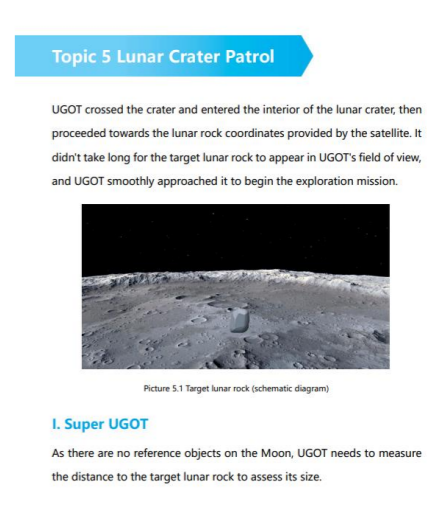 Topic 5 Lunar Crater Patrol
UGOT crossed the crater and entered the interior of the lunar crater, then
proceeded towards the lunar rock coordinates provided by the satellite. It
didn't take long for the target lunar rock to appear in UGOT's field of view,
and UGOT smoothly approached it to begin the exploration mission.
Picture 5.1 Target lunar rock (schematic diagram)
I. Super UGOT
As there are no reference objects on the Moon, UGOT needs to measure
the distance to the target lunar rock to assess its size.